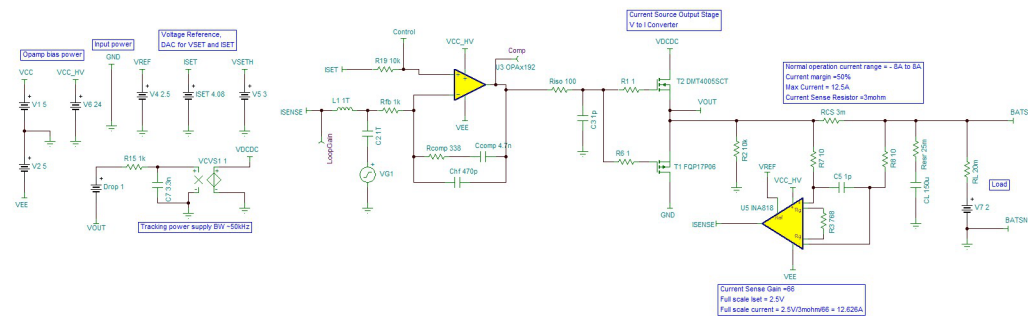 Opamp bias power
Input power
Voltage Reference,
DAC for VSET and ISET
VCC
VCC_HV
GND
VREF
ISET
VSETH
V1 5
V6 24
V4 2.5
ISET 4.08
V5 3
V2 5
VEE
Drop 1
VOUT
R15 1k
C7 3.3n
VCVS1 1
VDCDC
Tracking power supply BW ~50kHz
Control
ISET
R19 10k
VCC_HV
U3 OPAx192
Comp
VEE
ISENSE
L1 1T
LoopGain
C2 1T
VG1
Rfb 1k
Rcomp 338
Ccomp 4.7n
Chf 470p
Riso 100
C3 1p
R1 1
R6 1
Current Source Output Stage
V to I Converter
VDCDC
T2 DMT4005SCT
VOUT
T1 FQP17P06
GND
Normal operation current range = - 8A to 8A
Current margin =50%
Max Current = 12.5A
Current Sense Resistor =3mohm
RCS 3m
BATS
R2 10k
R7 10
R8 10
C5 1p
VREF
VCC_HV
U5 INA818
Ref
Rg
Rg
R3 768
ISENSE
VEE
Resr 25m
CL 150u
RL 20m
Load
V7 2
BATSN
Current Sense Gain =66
Full scale Iset = 2.5V
Full scale current = 2.5V/3mohm/66 = 12.626A